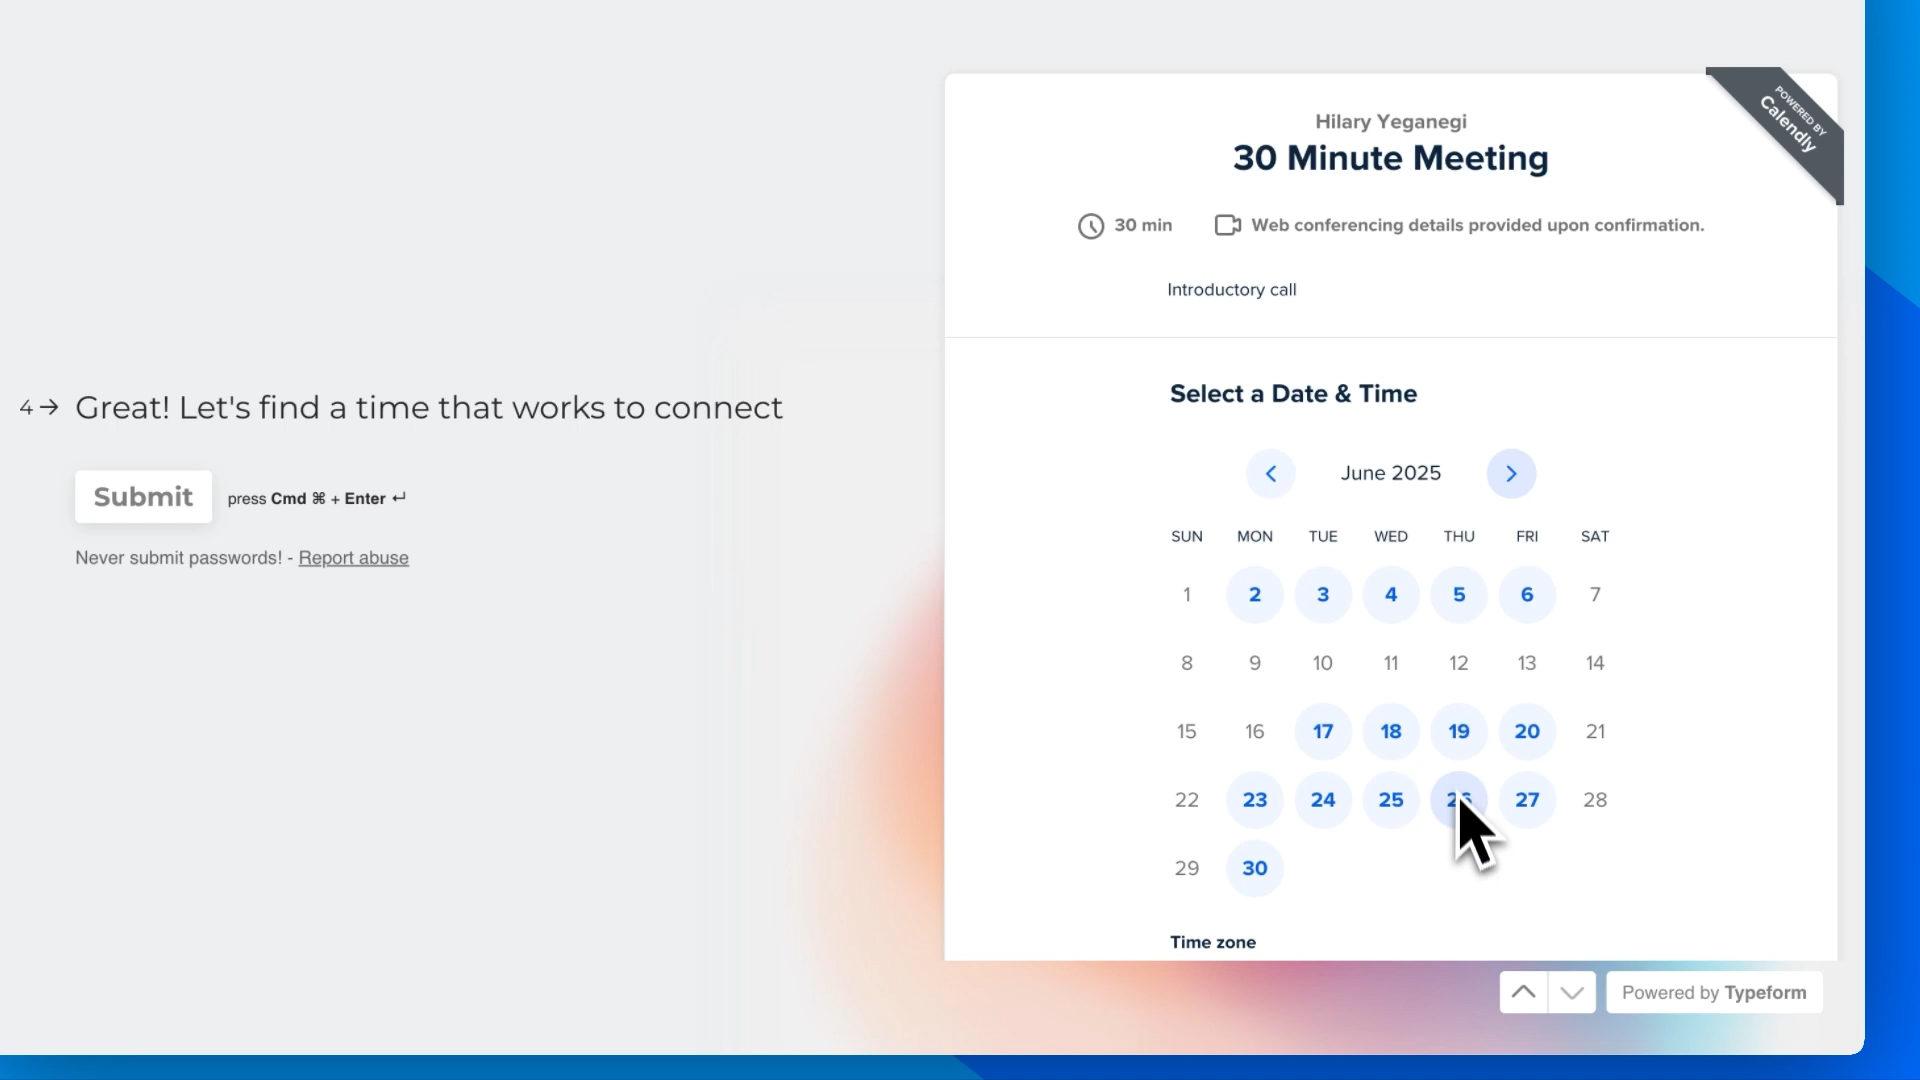 4 → Great! Let's find a time that works to connect
Submit press Cmd ⌘ + Enter ↵
Never submit passwords! - Report abuse
POWERED BY
Calendly
Hilary Yeganegi
30 Minute Meeting
30 min Web conferencing details provided upon confirmation.
Introductory call
Select a Date & Time
June 2025
SUN MON TUE WED THU FRI SAT
1 2 3 4 5 6 7
8 9 10 11 12 13 14
15 16 17 18 19 20 21
22 23 24 25 26 27 28
29 30
Time zone
Powered by Typeform